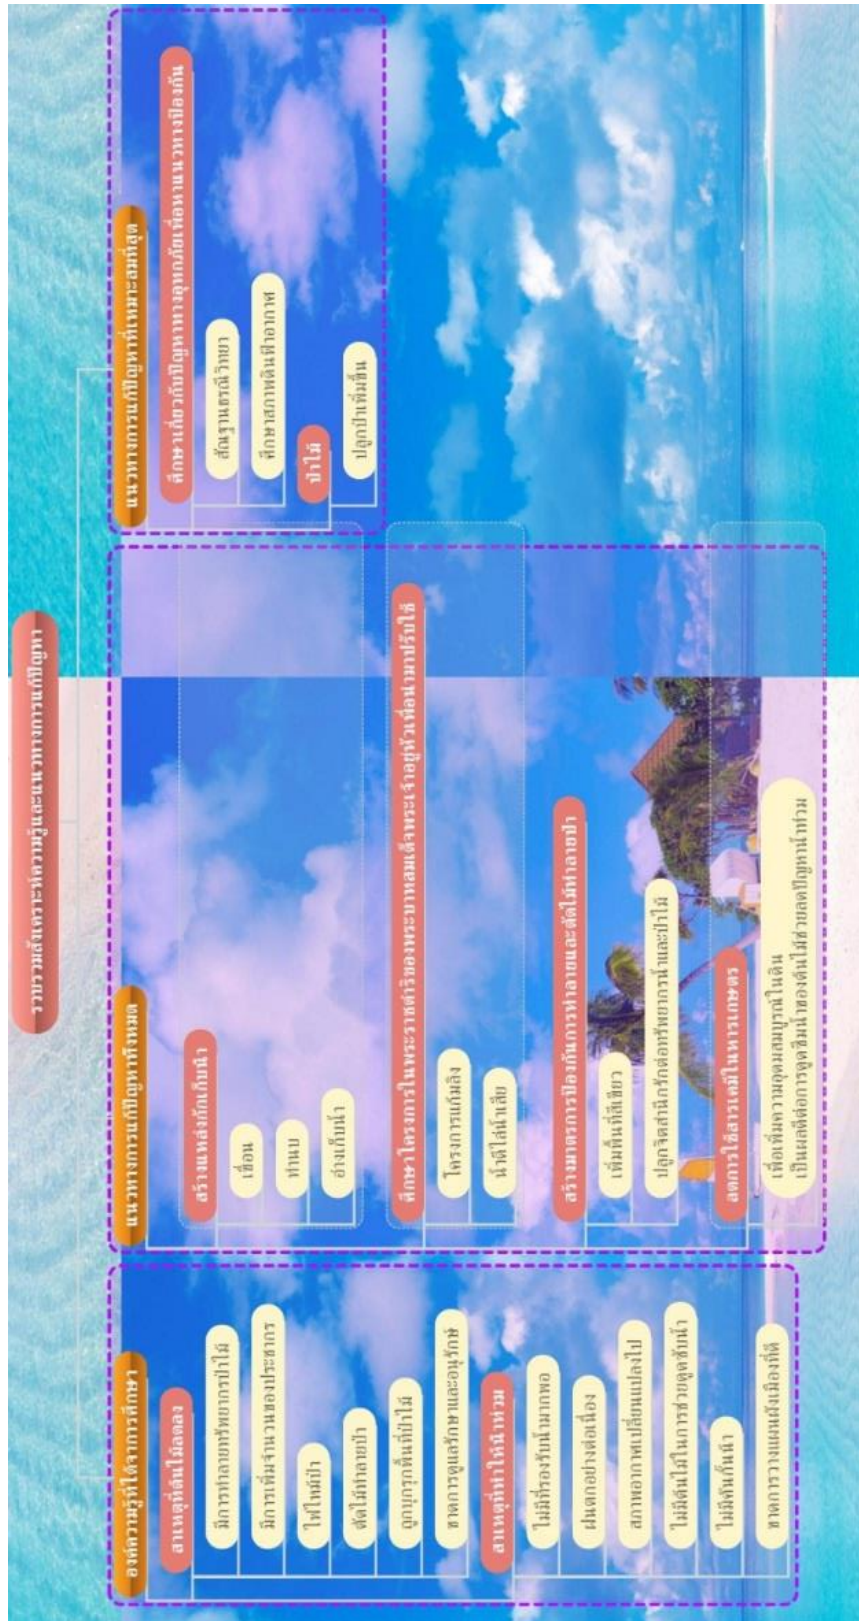 รวบรวมสังเคราะห์ความรู้และแนวทางการแก้ปัญหา
องค์ความรู้ที่ได้จาการศึกษา
สาเหตุที่ต้นไม้ลดลง
มีการทำลายทรัพยากรป่าไม้
มีการเพิ่มจำนวนของประชากร
ไฟไหม้ป่า
ตัดไม้ทำลายป่า
ถูกบุกรุกพื้นที่ป่าไม้
ขาดการดูแลรักษาและอนุรักษ์
สาเหตุที่ทำให้น้ำท่วม
ไม่มีที่รองรับน้ำมากพอ
ฝนตกอย่างต่อเนื่อง
สภาพอากาศเปลี่ยนแปลงไป
ไม่มีต้นไม้ในการช่วยดูดซับน้ำ
ไม่มีคันกั้นน้ำ
ขาดการวางแผนผังเมืองที่ดี
แนวทางการแก้ปัญหาทั้งหมด
สร้างแหล่งกักเก็บน้ำ
เขื่อน
ทำนบ
อ่างเก็บน้ำ
ศึกษาโครงการในพระราชดำริของพระบาทสมเด็จพระเจ้าอยู่หัวเพื่อนำมาปรับใช้
โครงการแก้มลิง
น้ำดีไล่น้ำเสีย
สร้างมาตรการป้องกันการทำลายและตัดไม้ทำลายป่า
เพิ่มพื้นที่สีเขียว
ปลูกจิตสำนึกรักต่อทรัพยากรน้ำและป่าไม้
ลดการใช้สารเคมีในทารเกษตร
เพื่อเพิ่มความอุดมสมบูรณ์ในดิน
เป็นผลดีต่อการดูดซึมน้ำของต้นไม้ช่วยลดปัญหาน้ำท่วม
แนวทางการแก้ปัญหาที่เหมาะสมที่สุด
ศึกษาเกี่ยวกับปัญหาทางอุทกภัยเพื่อหาแนวทางป้องกัน
สัณฐานธรณีวิทยา
ศึกษาสภาพดินฟ้าอากาศ
ป่าไม้
ปลูกป่าเพิ่มขึ้น